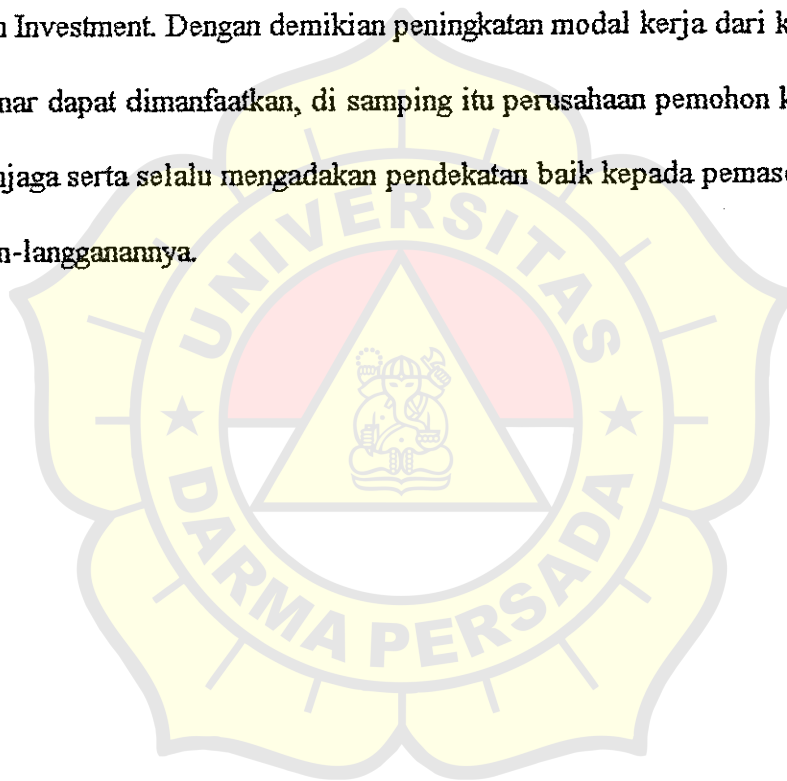 n Investment. Dengan demikian peningkatan modal kerja dari k
nar dapat dimanfaatkan, di samping itu perusahaan pemohon k
njaga serta selalu mengadakan pendekatan baik kepada pemaso
n-langganannya.
UNIVERSITAS
DARMA PERSADA